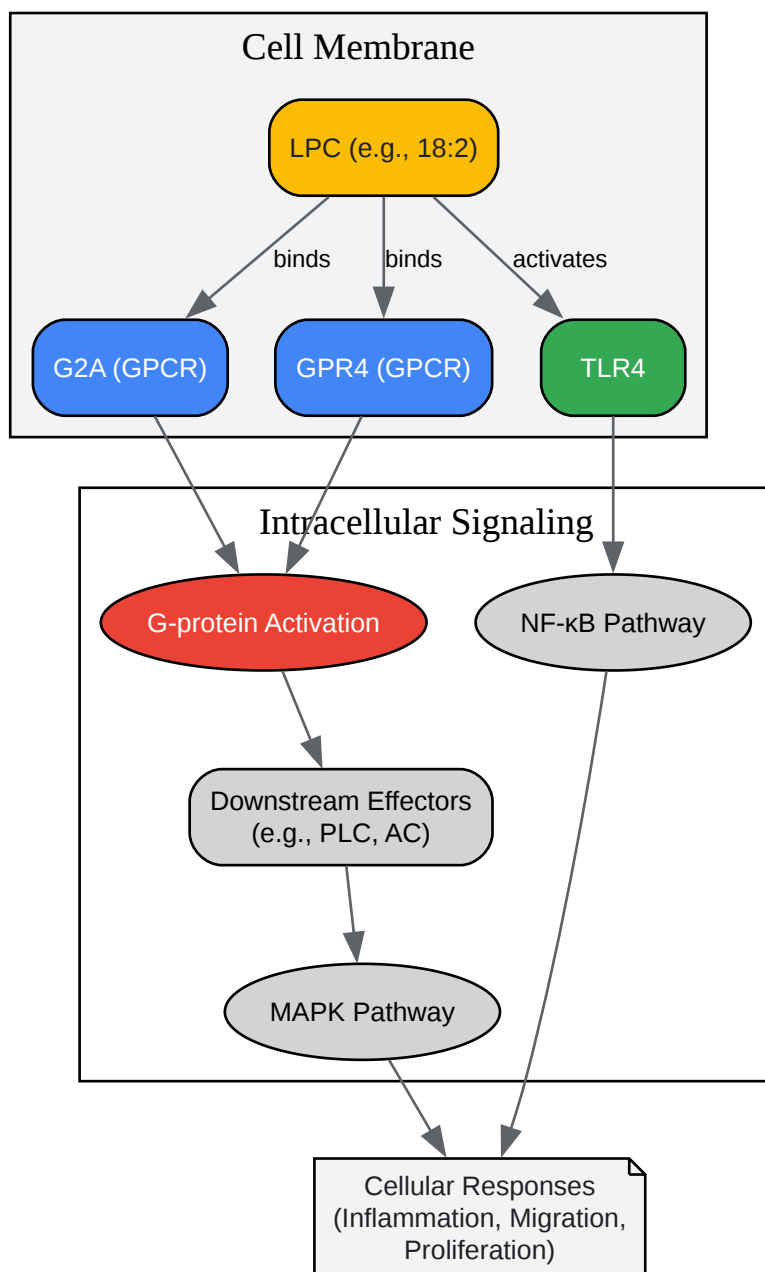 Cell Membrane
LPC (e.g., 18:2)
binds
binds
activates
G2A (GPCR)
GPR4 (GPCR)
TLR4
Intracellular Signaling
G-protein Activation
NF-κB Pathway
Downstream Effectors
(e.g., PLC, AC)
MAPK Pathway
Cellular Responses
(Inflammation, Migration,
Proliferation)